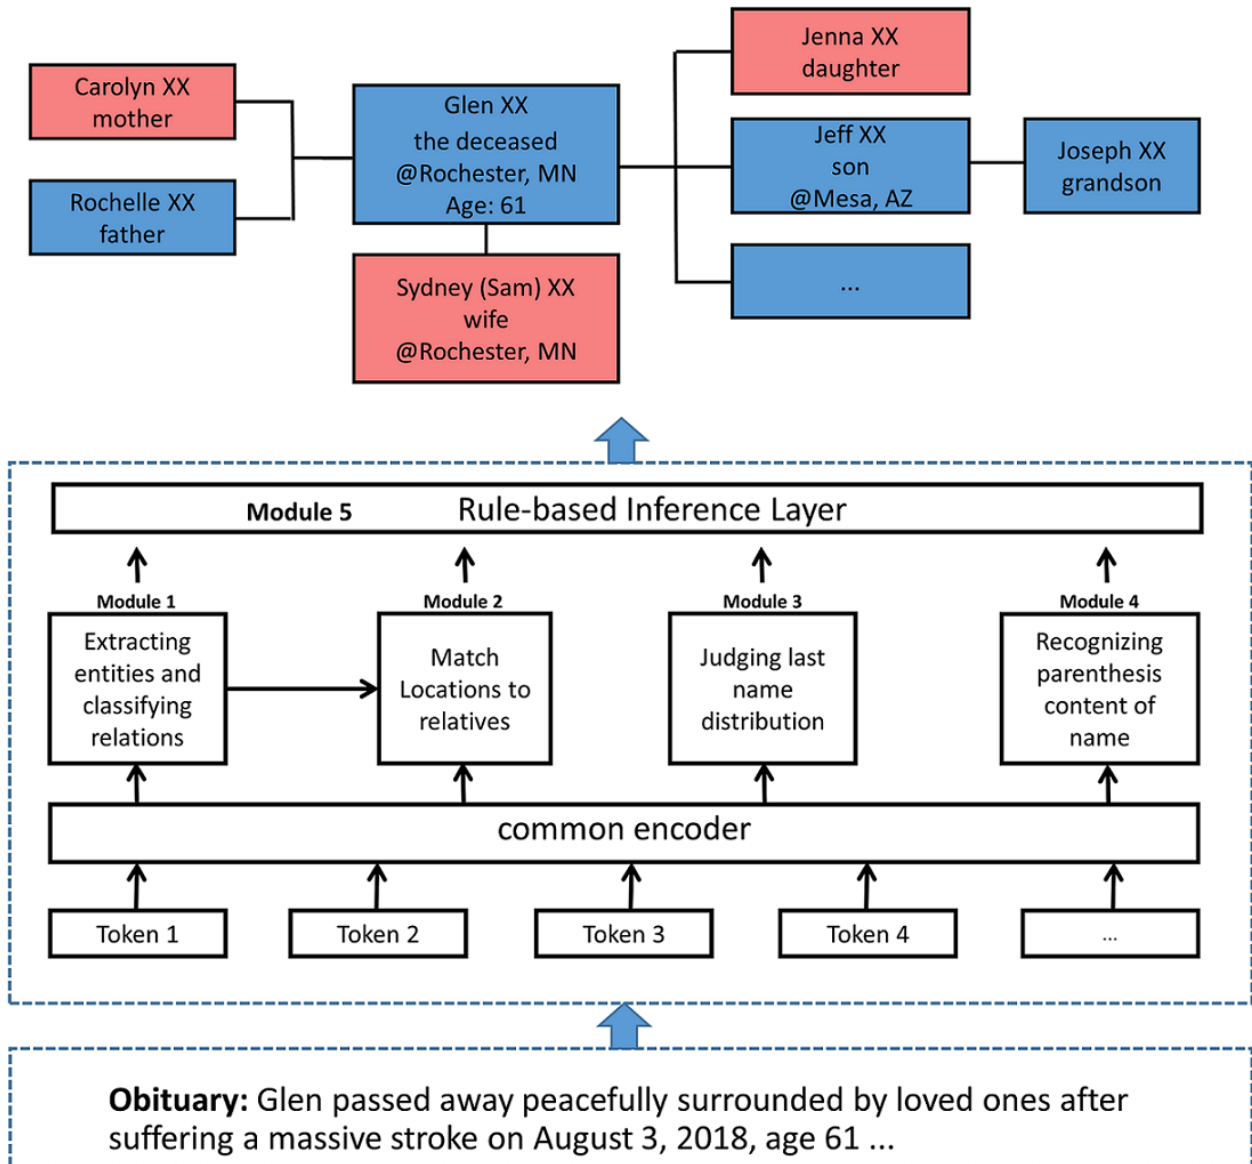 Carolyn XX
mother
Rochelle XX
father
Glen XX
the deceased
@Rochester, MN
Age: 61
Sydney (Sam) XX
wife
@Rochester, MN
Jenna XX
daughter
Jeff XX
son
@Mesa, AZ
...
Joseph XX
grandson
Module 5 Rule-based Inference Layer
Module 1
Extracting
entities and
classifying
relations
Module 2
Match
Locations to
relatives
Module 3
Judging last
name
distribution
Module 4
Recognizing
parenthesis
content of
name
common encoder
Token 1
Token 2
Token 3
Token 4
...
Obituary: Glen passed away peacefully surrounded by loved ones after
suffering a massive stroke on August 3, 2018, age 61 ...